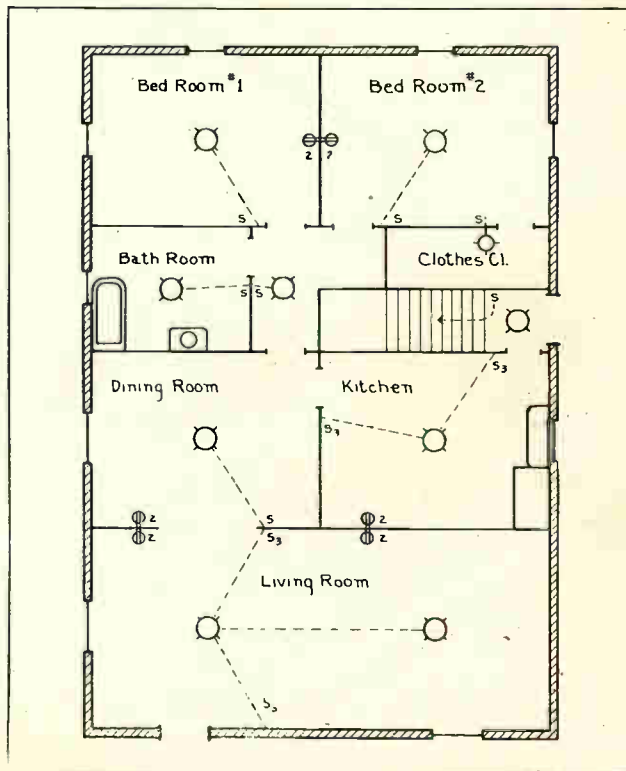 Bed Room #1
Bed Room #2
2 2
S
S
S
Bath Room
Clothes Cl.
S S
S
Dining Room
Kitchen
S3
S3
2
2
S
S3
2
2
Living Room
S3